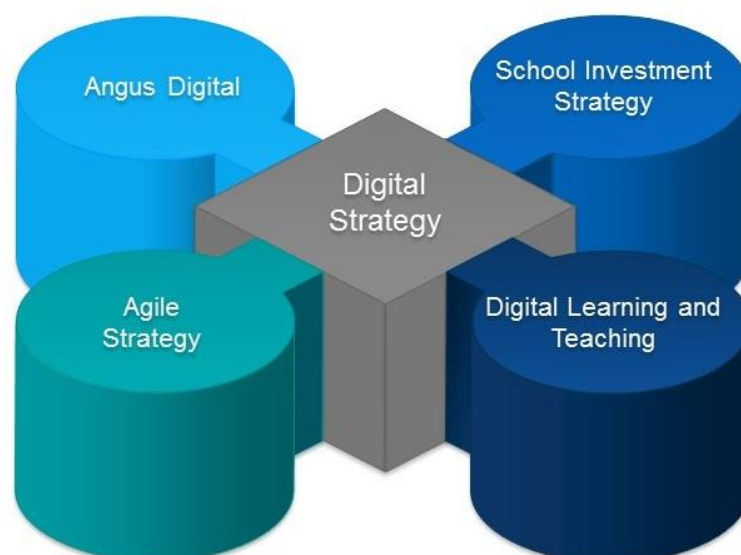 Angus Digital
School Investment
Strategy
Digital
Strategy
Agile
Strategy
Digital Learning and
Teaching